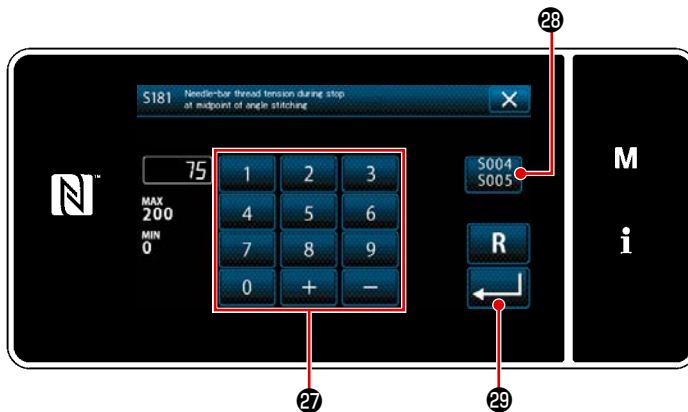 ㉘
S181 Needle-bar thread tension during stop
at midpoint of angle stitching
75
MAX
200
MIN
0
1 2 3
4 5 6
7 8 9
0 + −
S004
S005
R
M
i
N
™
㉗ ㉙